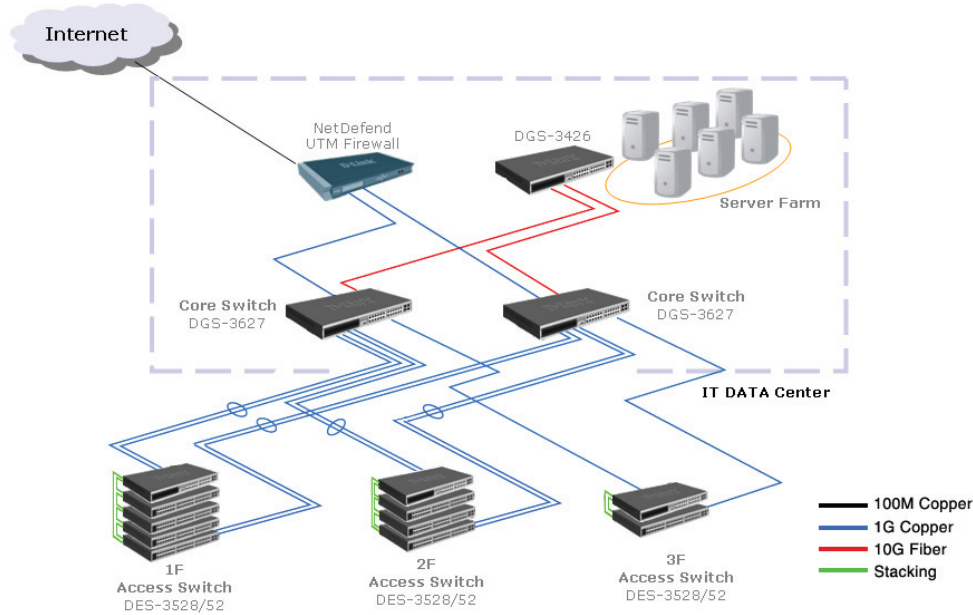 Internet
NetDefend
UTM Firewall
D-Link
DGS-3426
Server Farm
Core Switch
DGS-3627
Core Switch
DGS-3627
IT DATA Center
1F
Access Switch
DES-3528/52
2F
Access Switch
DES-3528/52
3F
Access Switch
DES-3528/52
100M Copper
1G Copper
10G Fiber
Stacking